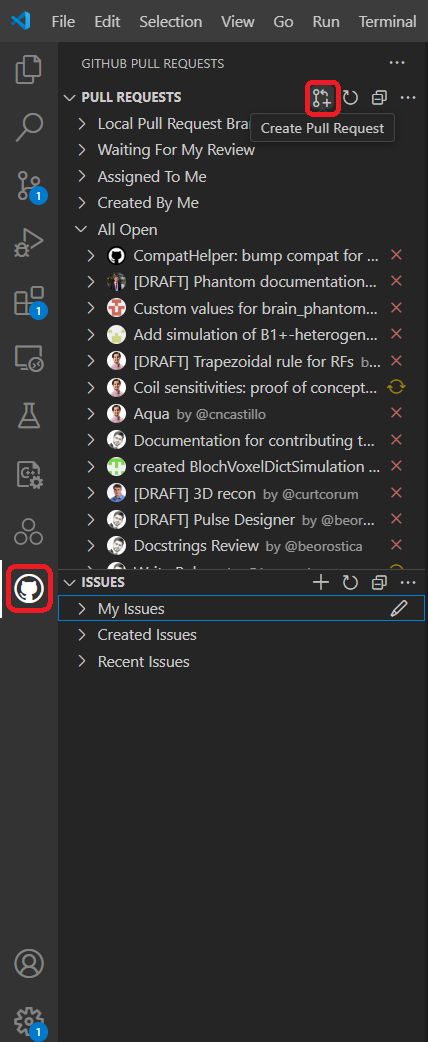 File Edit Selection View Go Run Terminal
GITHUB PULL REQUESTS
PULL REQUESTS
Create Pull Request
Local Pull Request Bra
Waiting For My Review
Assigned To Me
Created By Me
All Open
CompatHelper: bump compat for ...
[DRAFT] Phantom documentation...
Custom values for brain_phantom...
Add simulation of B1+-heterogen...
[DRAFT] Trapezoidal rule for RFs b...
Coil sensitivities: proof of concept...
Aqua by @cncastillo
Documentation for contributing t...
created BlochVoxelDictSimulation ...
[DRAFT] 3D recon by @curtcorum
[DRAFT] Pulse Designer by @beor...
Docstrings Review by @beorostica
ISSUES
My Issues
Created Issues
Recent Issues
1
1
1